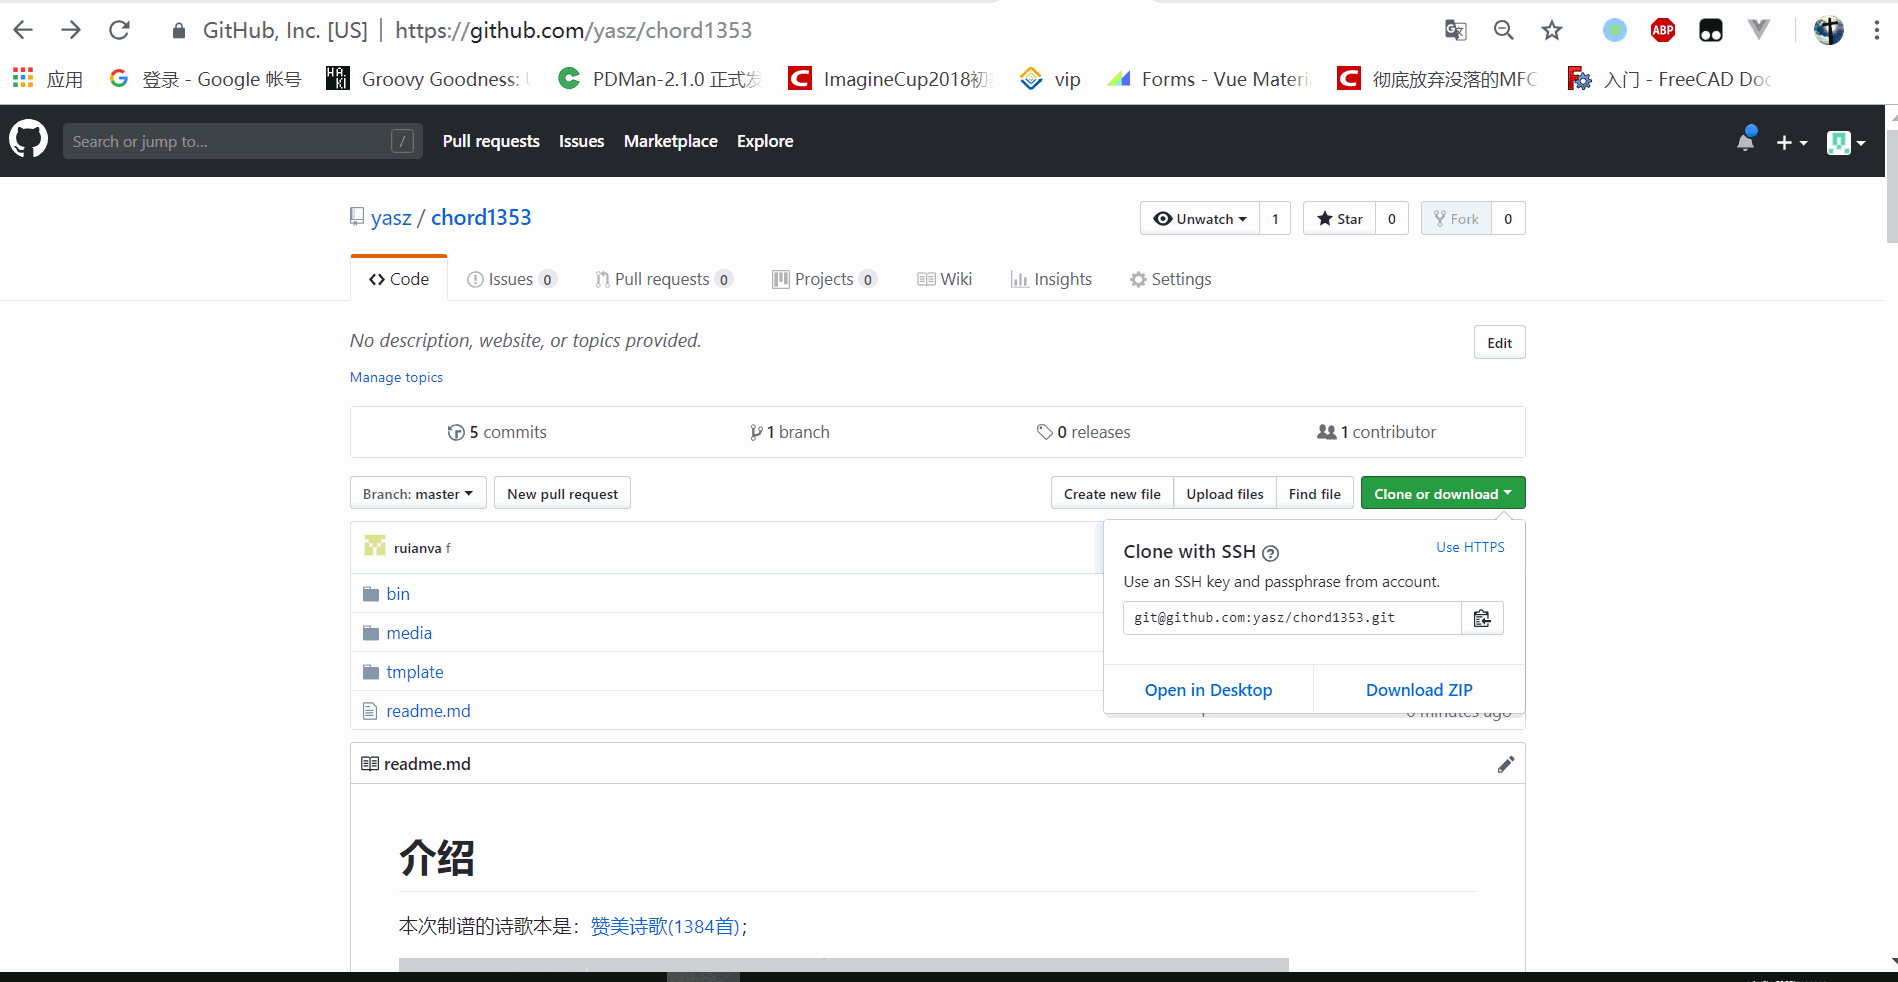 GitHub, Inc. [US] | https://github.com/yasz/chord1353
ABP
应用
登录 - Google 帐号
HA KI
Groovy Goodness:
PDMan-2.1.0 正式发
ImagineCup2018初
vip
Forms - Vue Materi
彻底放弃没落的MFC
入门 - FreeCAD Doc
Search or jump to... /
Pull requests
Issues
Marketplace
Explore
yasz / chord1353
Unwatch 1
Star 0
Fork 0
Code
Issues 0
Pull requests 0
Projects 0
Wiki
Insights
Settings
No description, website, or topics provided.
Edit
Manage topics
5 commits
1 branch
0 releases
1 contributor
Branch: master
New pull request
Create new file
Upload files
Find file
Clone or download
ruianva f
Clone with SSH ?
Use HTTPS
Use an SSH key and passphrase from account.
git@github.com:yasz/chord1353.git
Open in Desktop
Download ZIP
bin
media
tmplate
readme.md
minutes ago
readme.md
介绍
本次制谱的诗歌本是：赞美诗歌(1384首);